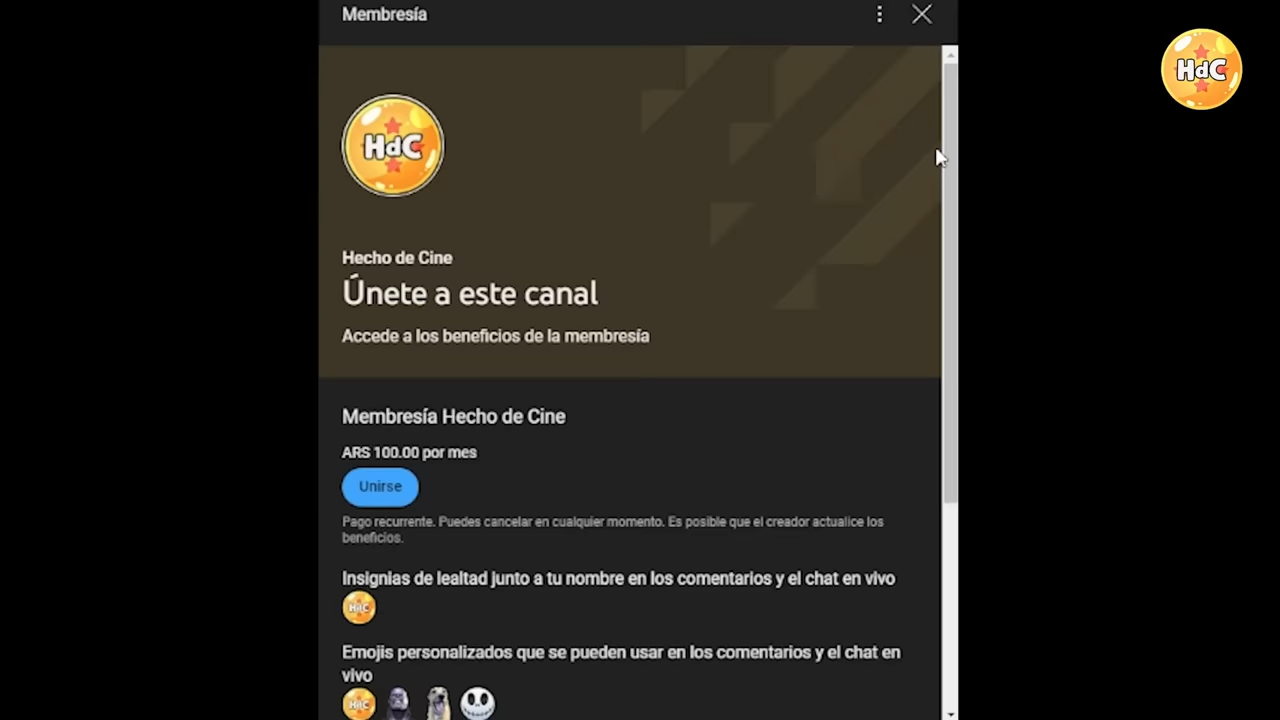 Membresía
HdC
HdC
Hecho de Cine
Únete a este canal
Accede a los beneficios de la membresía
Membresía Hecho de Cine
ARS 100.00 por mes
Unirse
Pago recurrente. Puedes cancelar en cualquier momento. Es posible que el creador actualice los
beneficios.
Insignias de lealtad junto a tu nombre en los comentarios y el chat en vivo
HdC
Emojis personalizados que se pueden usar en los comentarios y el chat en
vivo
HdC